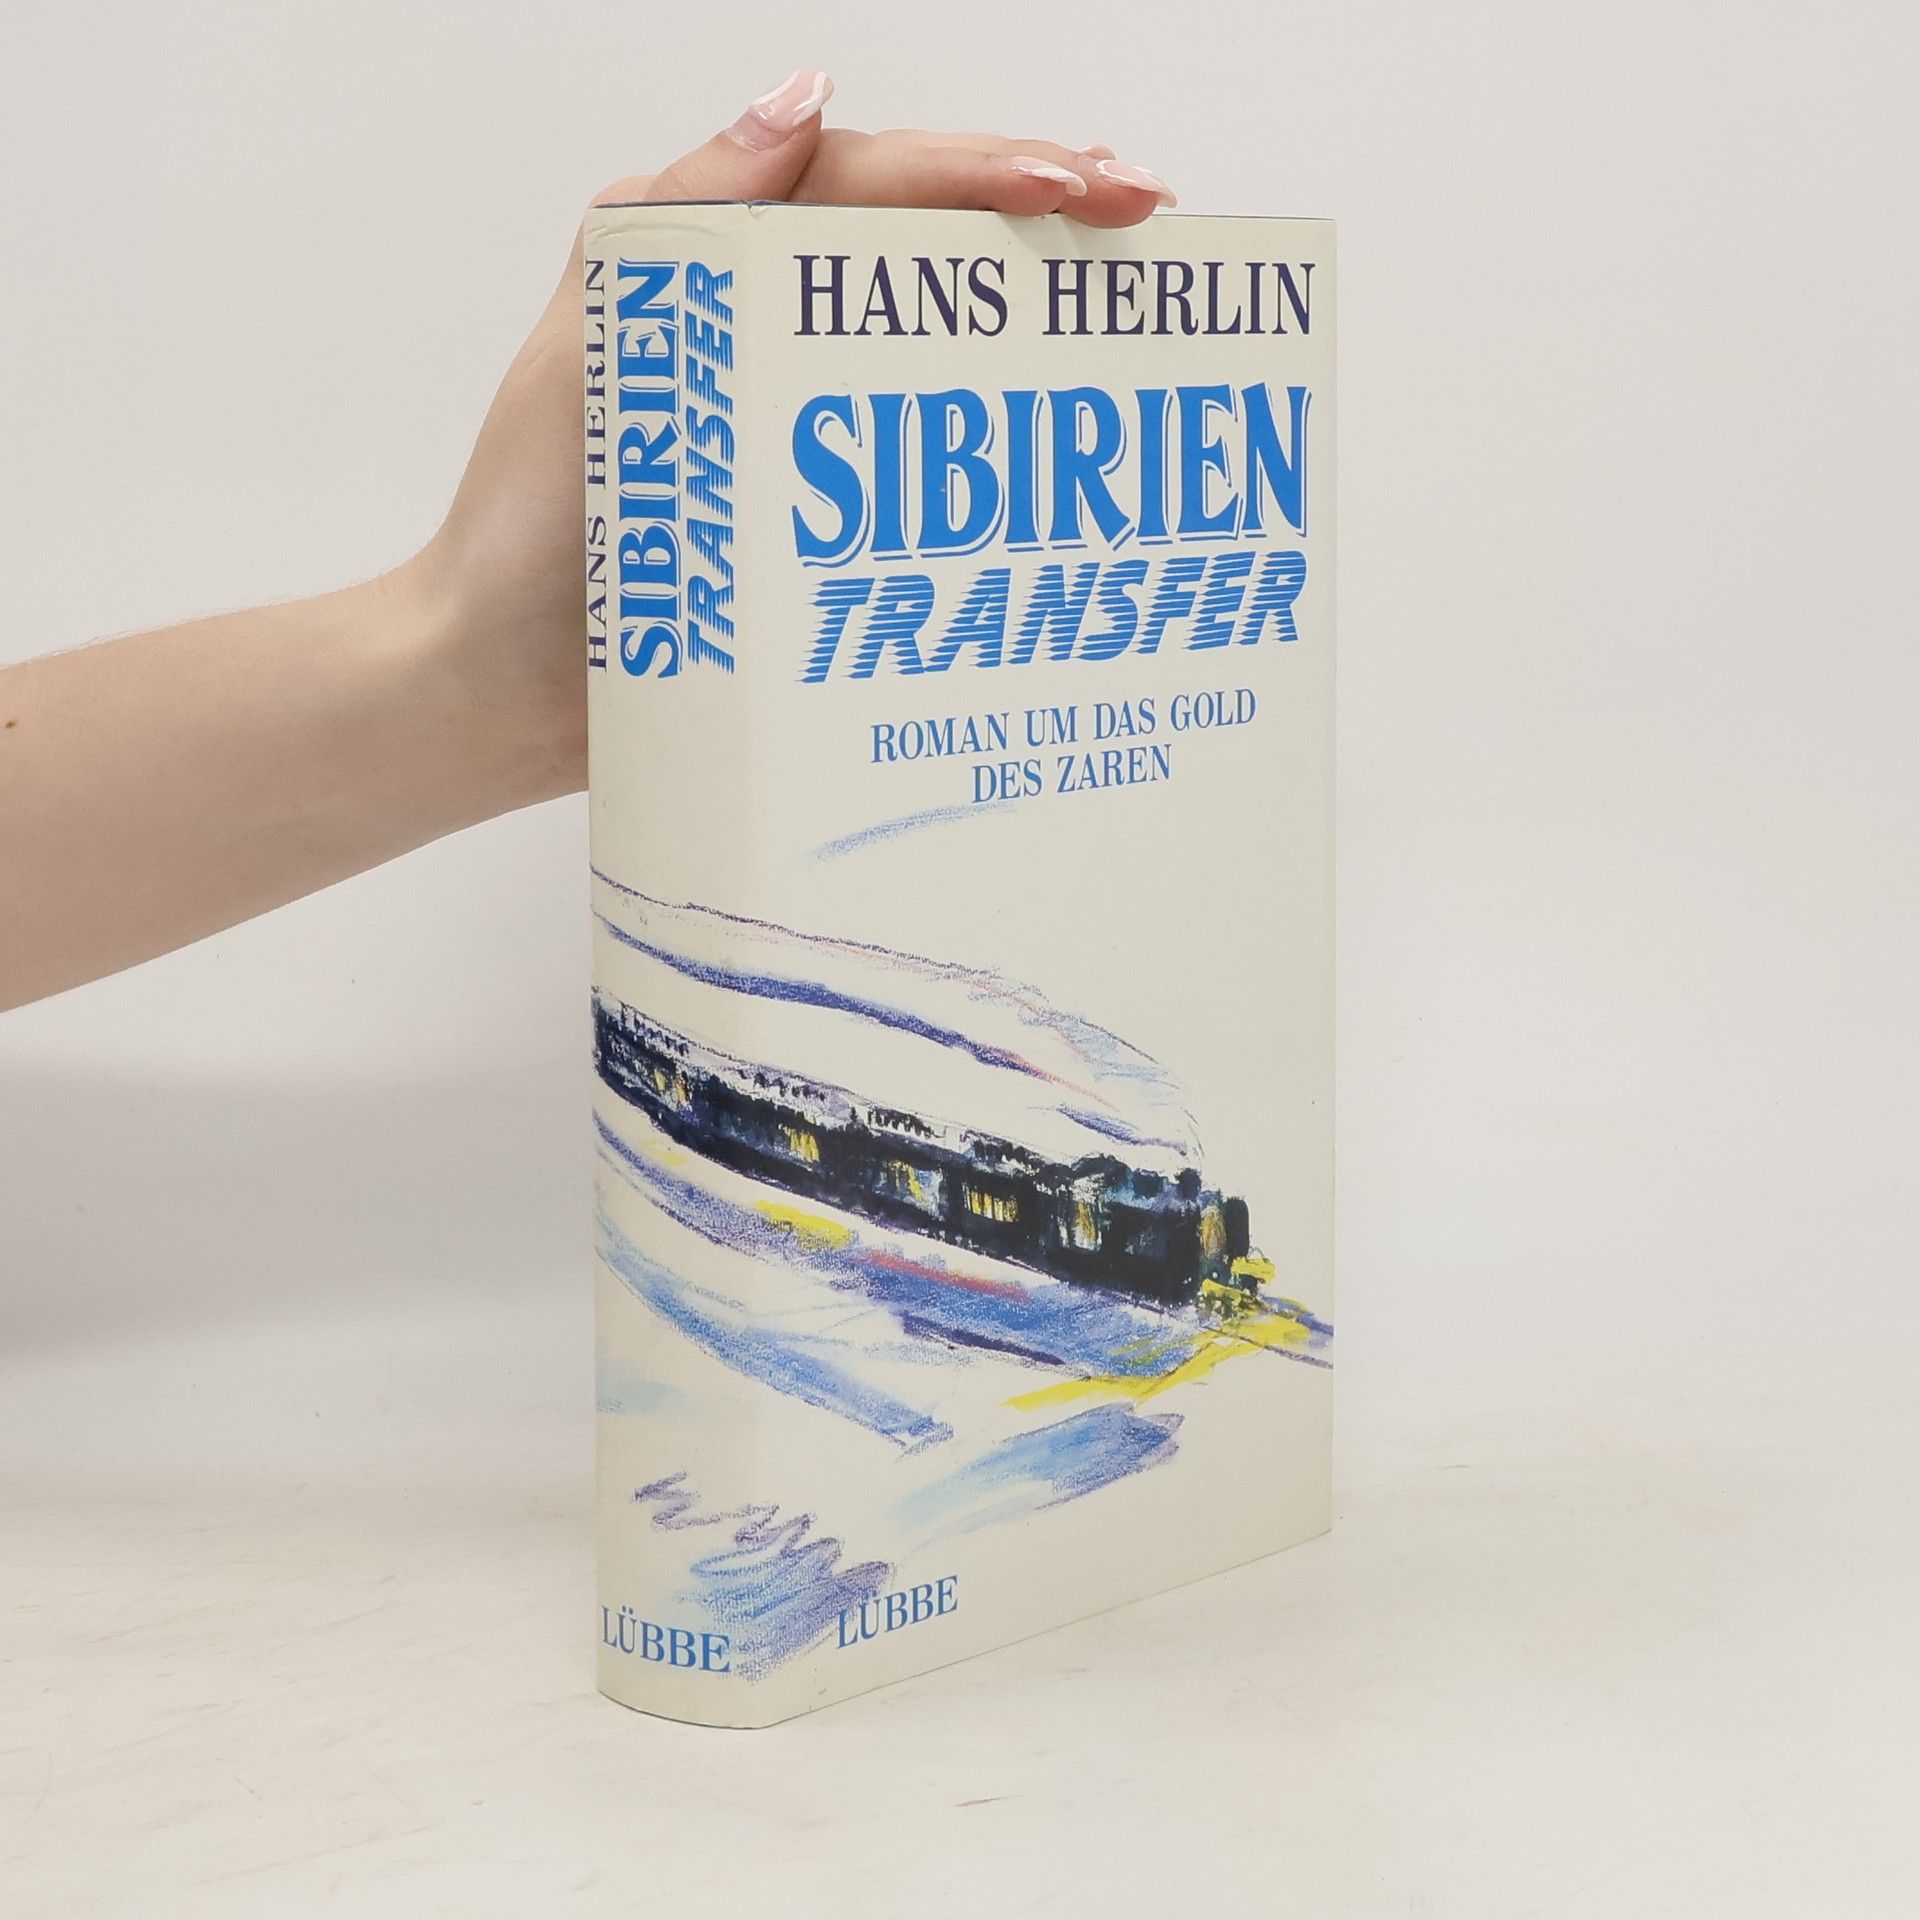 HANS HERLIN
SIBIRIEN
TRANSFER
LÜBBE
HANS HERLIN
SIBIRIEN
TRANSFER
ROMAN UM DAS GOLD
DES ZAREN
LÜBBE